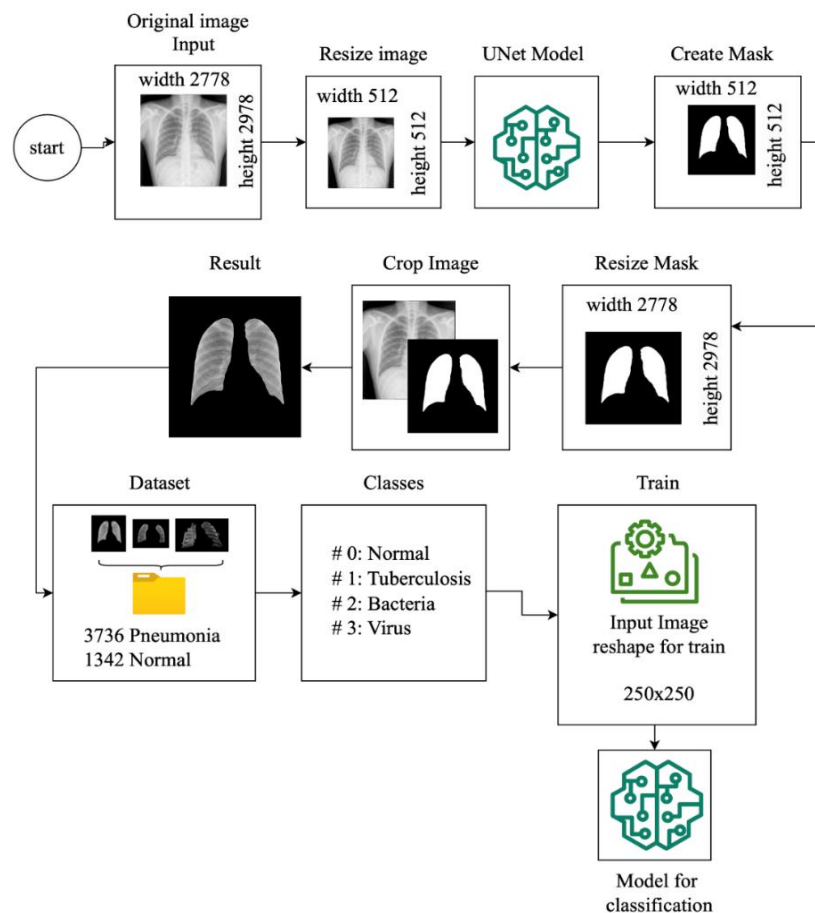 Original image
Input
width 2778
height 2978
Resize image
width 512
height 512
UNet Model
Create Mask
width 512
height 512
start
Result
Crop Image
Resize Mask
width 2778
height 2978
Dataset
3736 Pneumonia
1342 Normal
Classes
# 0: Normal
# 1: Tuberculosis
# 2: Bacteria
# 3: Virus
Train
Input Image
reshape for train
250x250
Model for
classification